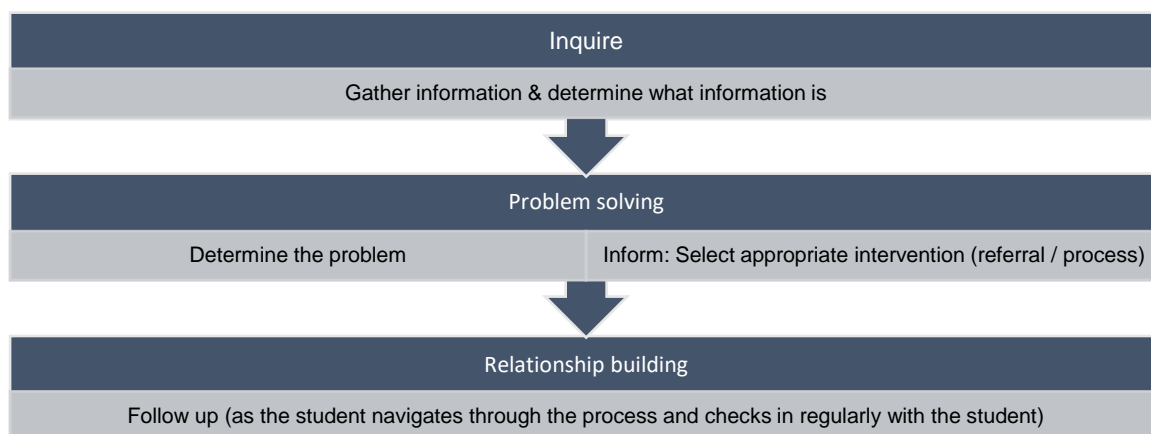 Inquire
Gather information & determine what information is
Problem solving
Determine the problem
Inform: Select appropriate intervention (referral / process)
Relationship building
Follow up (as the student navigates through the process and checks in regularly with the student)